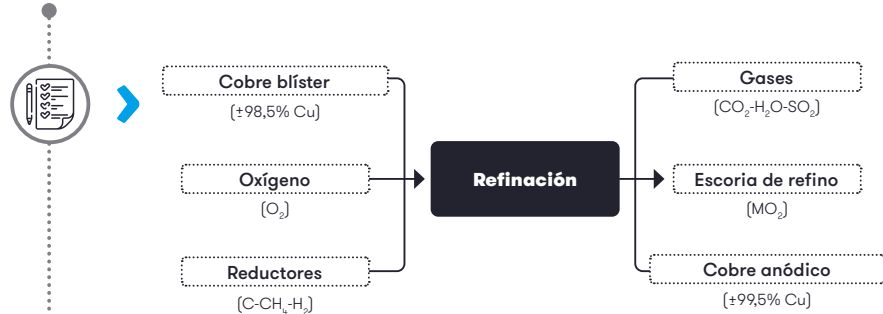 Cobre blíster
(±98,5% Cu)
Oxígeno
(O₂)
Reductores
(C-CH₄-H₂)
Refinación
Gases
(CO₂-H₂O-SO₂)
Escoria de refino
(MO₂)
Cobre anódico
(±99,5% Cu)